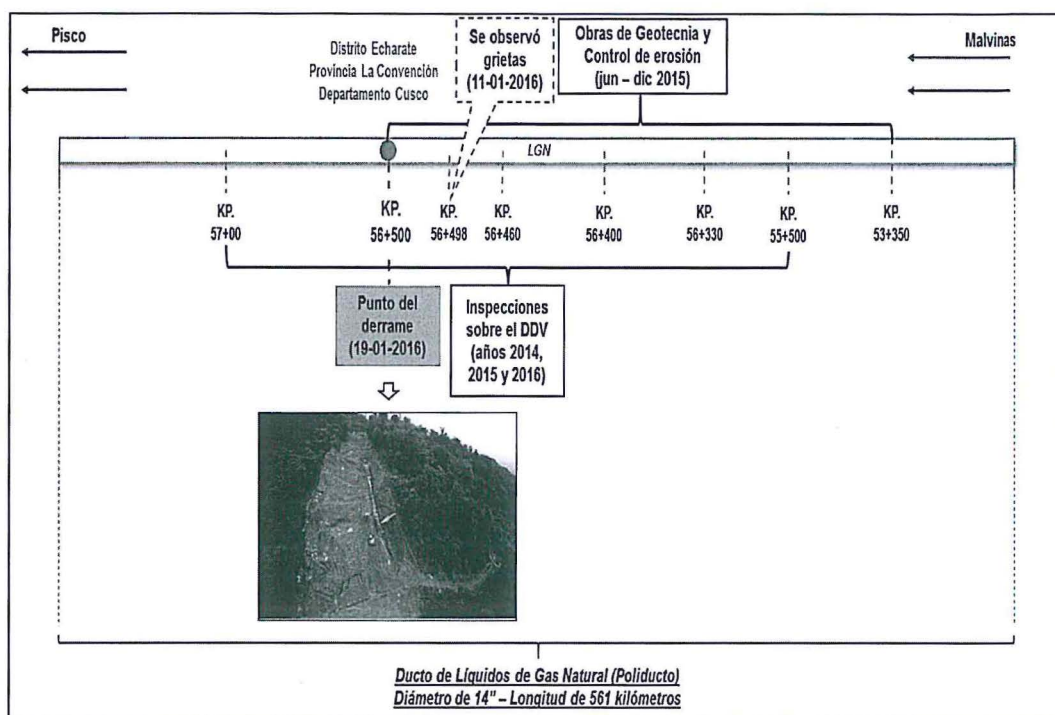 Pisco
Distrito Echarate
Provincia La Convención
Departamento Cusco
Se observó
grietas
(11-01-2016)
Obras de Geotecnia y
Control de erosión
(jun – dic 2015)
Malvinas
LGN
KP.
57+00
KP.
56+500
KP.
56+498
KP.
56+460
KP.
56+400
KP.
56+330
KP.
55+500
KP.
53+350
Punto del
derrame
(19-01-2016)
Inspecciones
sobre el DDV
(años 2014,
2015 y 2016)
Ducto de Líquidos de Gas Natural (Poliducto)
Diámetro de 14" – Longitud de 561 kilómetros